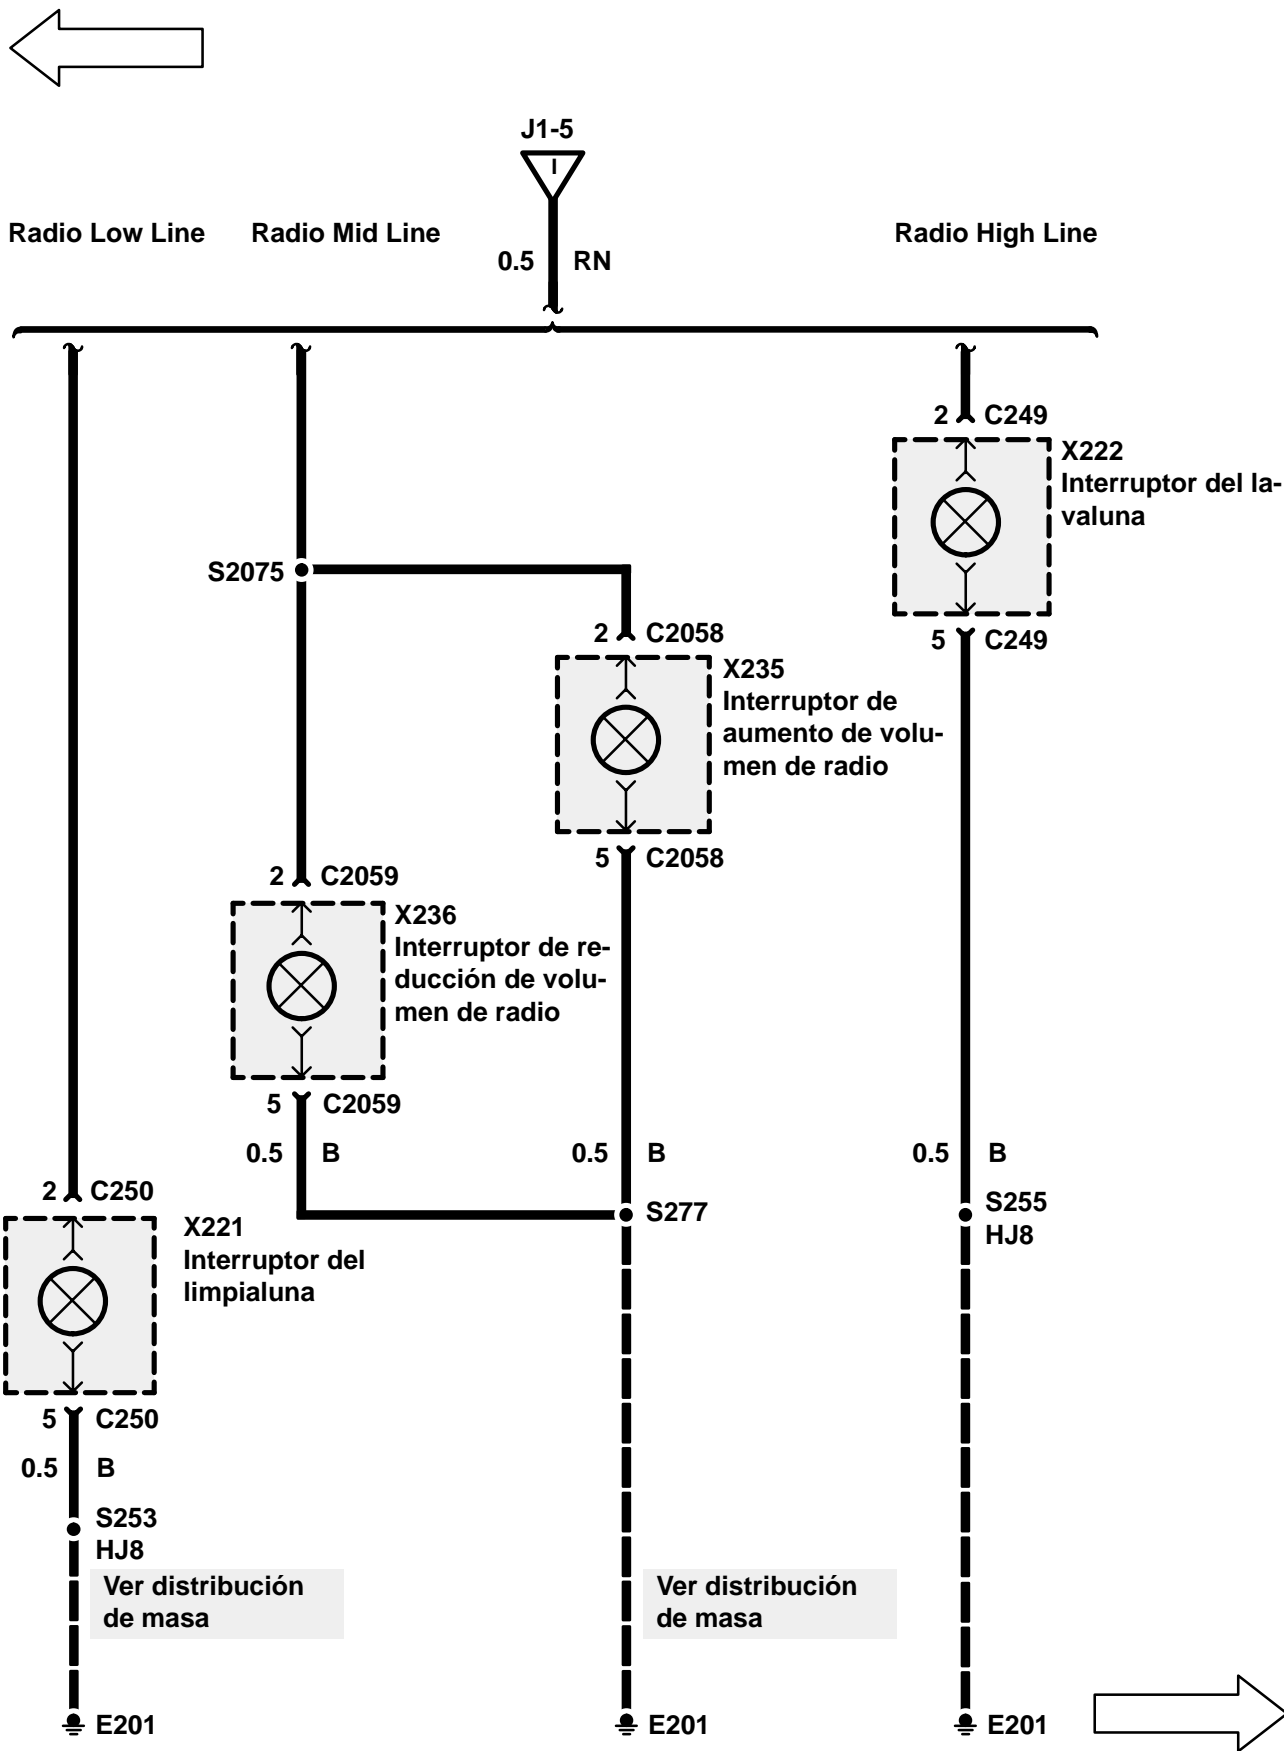 J1-5
I
Radio Low Line
Radio Mid Line
Radio High Line
0.5 RN
2 C249
X222
Interruptor del la-
valuna
5 C249
S2075
2 C2058
X235
Interruptor de
aumento de volu-
men de radio
5 C2058
2 C2059
X236
Interruptor de re-
ducción de volu-
men de radio
5 C2059
0.5 B
0.5 B
0.5 B
2 C250
S277
S255
HJ8
X221
Interruptor del
limpialuna
5 C250
0.5 B
S253
HJ8
Ver distribución
de masa
Ver distribución
de masa
E201
E201
E201